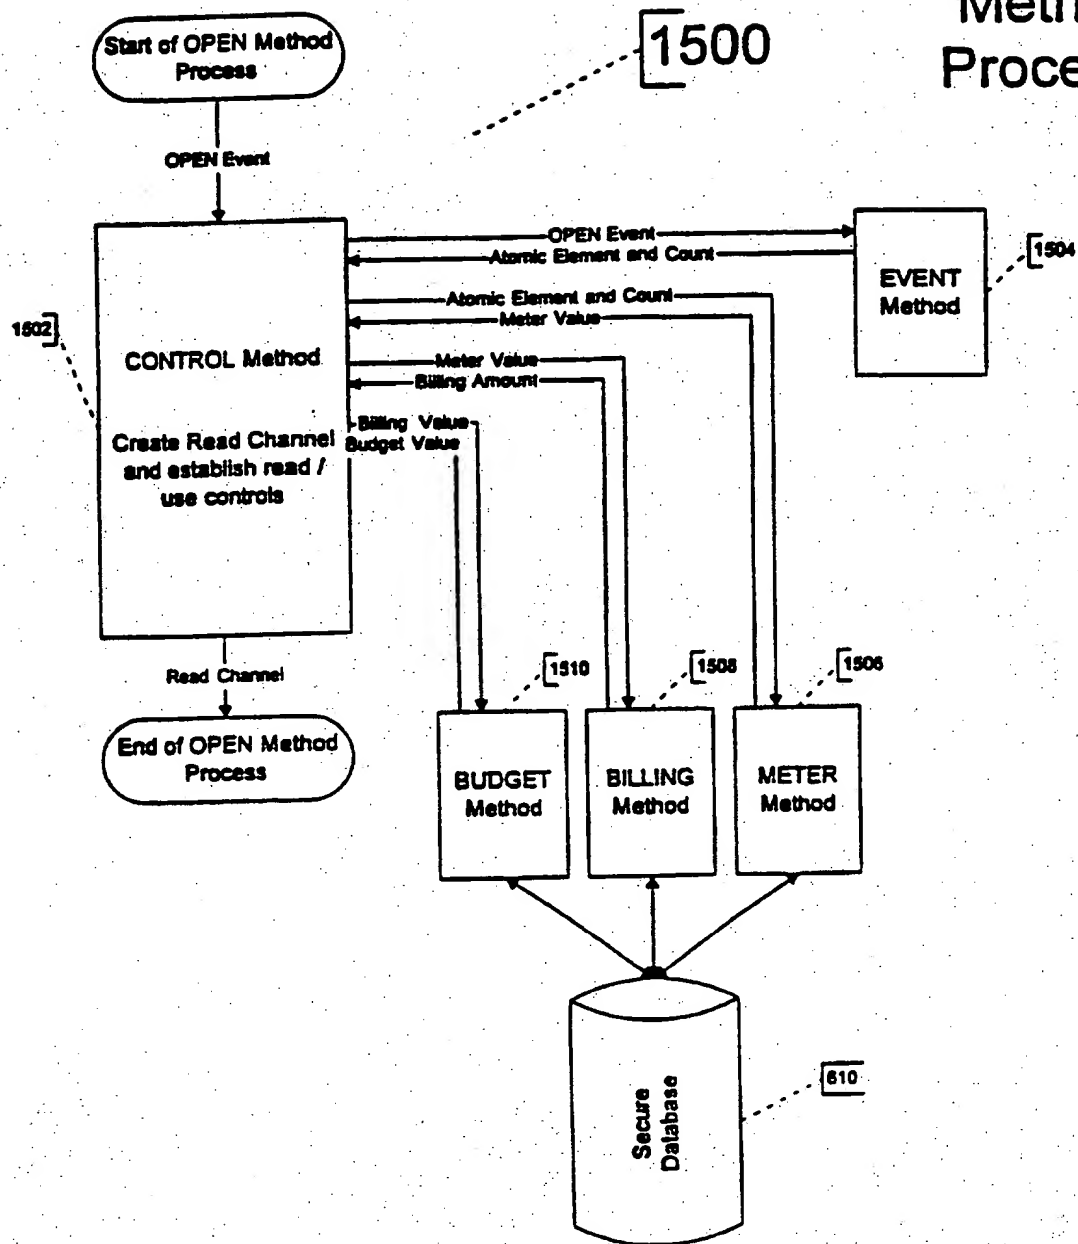 Start of OPEN Method
Process
1500
OPEN Event
OPEN Event
Atomic Element and Count
EVENT
Method
1504
Atomic Element and Count
Meter Value
1502
CONTROL Method
Meter Value
Billing Amount
Create Read Channel
and establish read /
use controls
Billing Value
Budget Value
Read Channel
1510
1508
1506
End of OPEN Method
Process
BUDGET
Method
BILLING
Method
METER
Method
Secure
Database
610